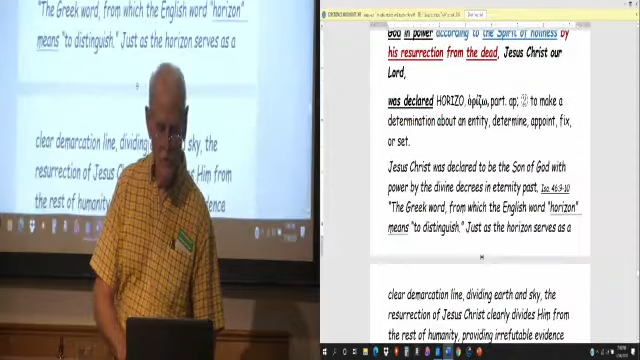 "The Greek word, from which the English word "horizon"
means "to distinguish." Just as the horizon serves as a
clear demarcation line, dividing sky, the
resurrection of Jesus Him from
the rest of humanity
God in power according to the Spirit of holiness by
his resurrection from the dead, Jesus Christ our
Lord,
was declared HORIZO, ὁρίζω, part. ap; ② to make a
determination about an entity, determine, appoint, fix,
or set.
Jesus Christ was declared to be the Son of God with
power by the divine decrees in eternity past, Isa. 46:9-10
"The Greek word, from which the English word "horizon"
means "to distinguish." Just as the horizon serves as a
clear demarcation line, dividing earth and sky, the
resurrection of Jesus Christ clearly divides Him from
the rest of humanity, providing irrefutable evidence